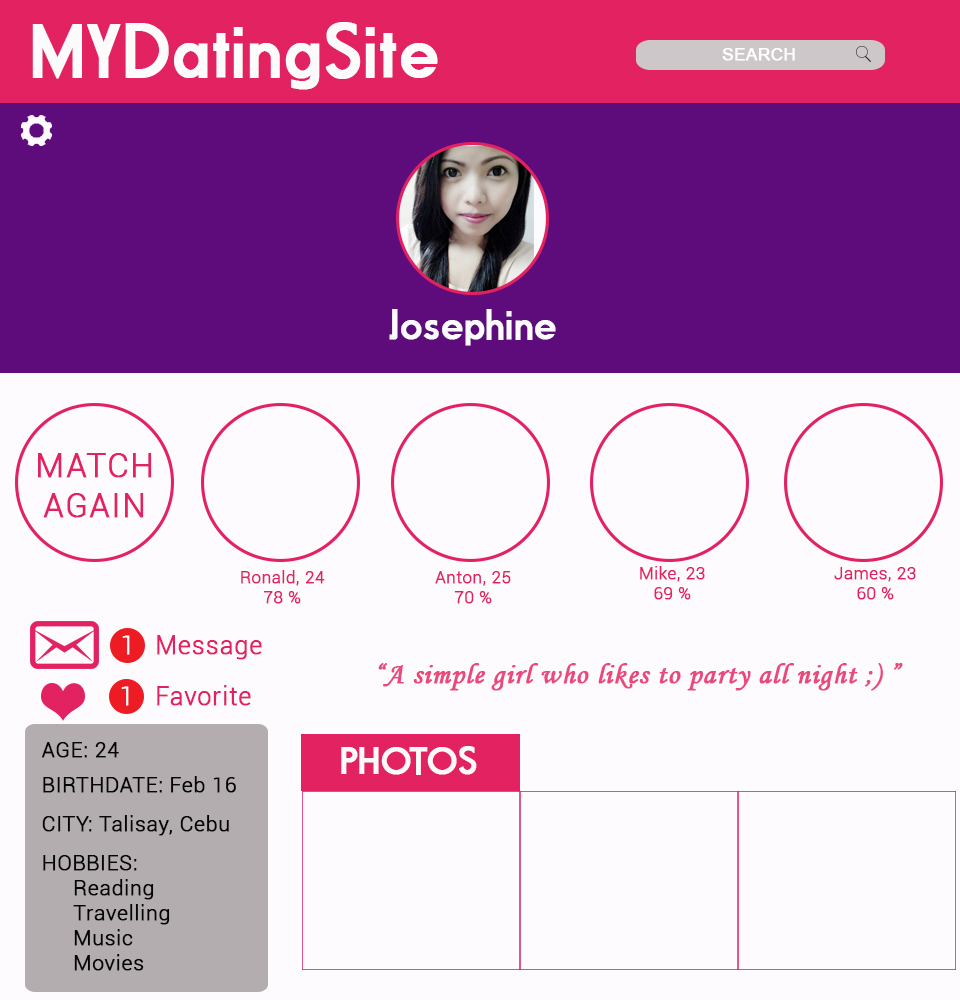 MYDatingSite
SEARCH
Josephine
MATCH
AGAIN
Ronald, 24
78 %
Anton, 25
70 %
Mike, 23
69 %
James, 23
60 %
1 Message
1 Favorite
“A simple girl who likes to party all night ;) ”
AGE: 24
BIRTHDATE: Feb 16
CITY: Talisay, Cebu
HOBBIES:
Reading
Travelling
Music
Movies
PHOTOS